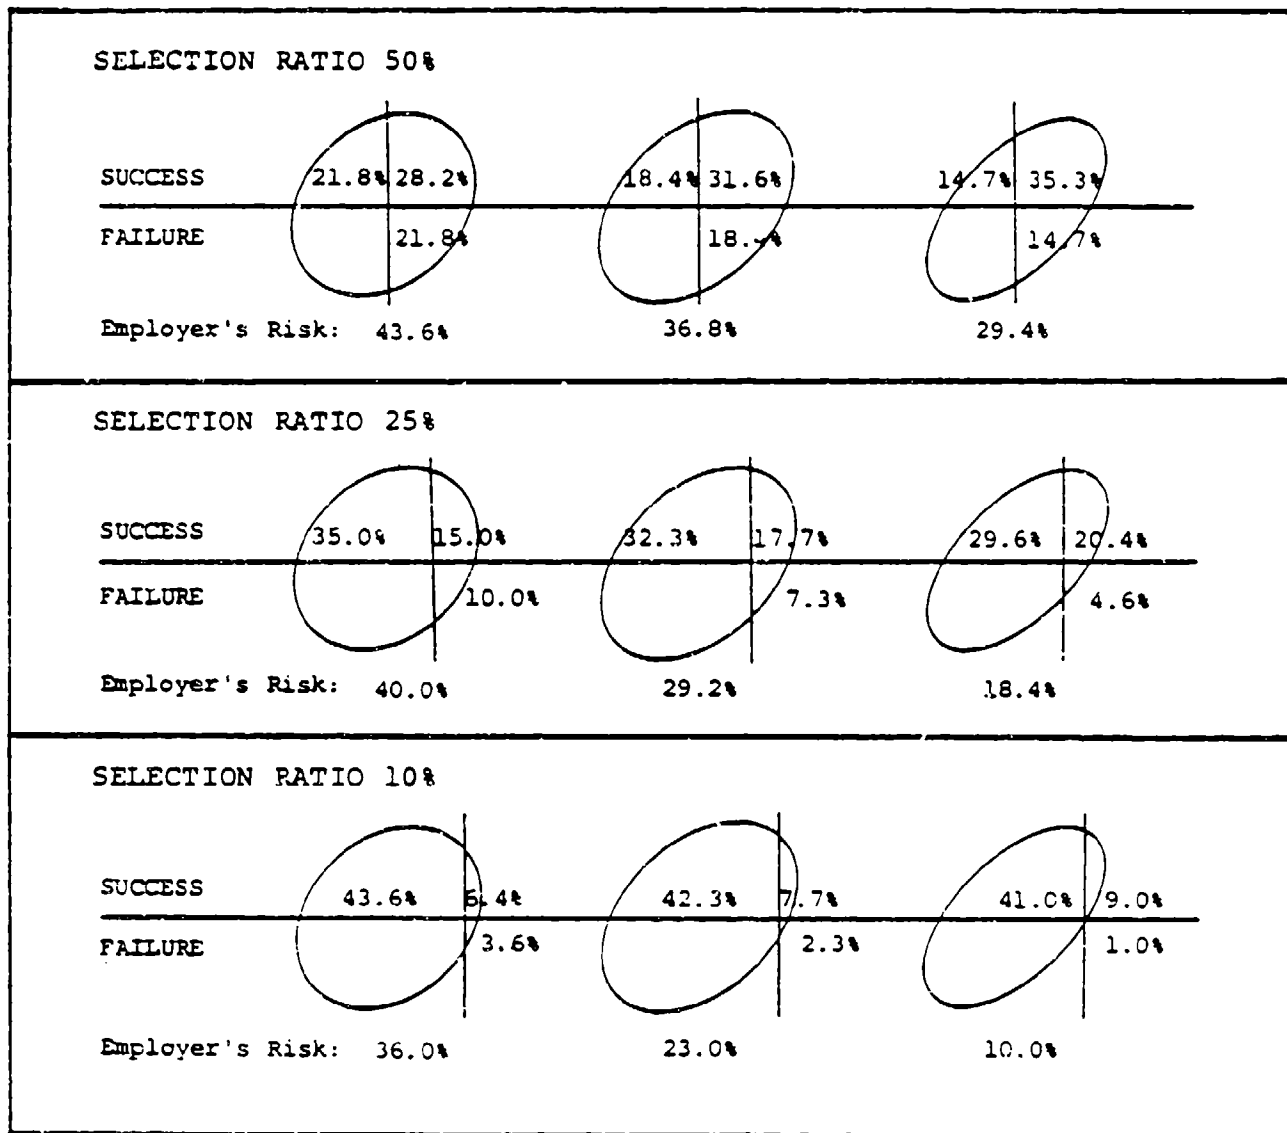 SELECTION RATIO 50%
SUCCESS 21.8% 28.2% 18.4% 31.6% 14.7% 35.3%
FAILURE 21.8% 14.7%
Employer's Risk: 43.6% 36.8% 29.4%
SELECTION RATIO 25%
SUCCESS 35.0% 15.0% 32.3% 17.7% 29.6% 20.4%
FAILURE 10.0% 7.3% 4.6%
Employer's Risk: 40.0% 29.2% 18.4%
SELECTION RATIO 10%
SUCCESS 43.6% 6.4% 42.3% 7.7% 41.0% 9.0%
FAILURE 3.6% 2.3% 1.0%
Employer's Risk: 36.0% 23.0% 10.0%